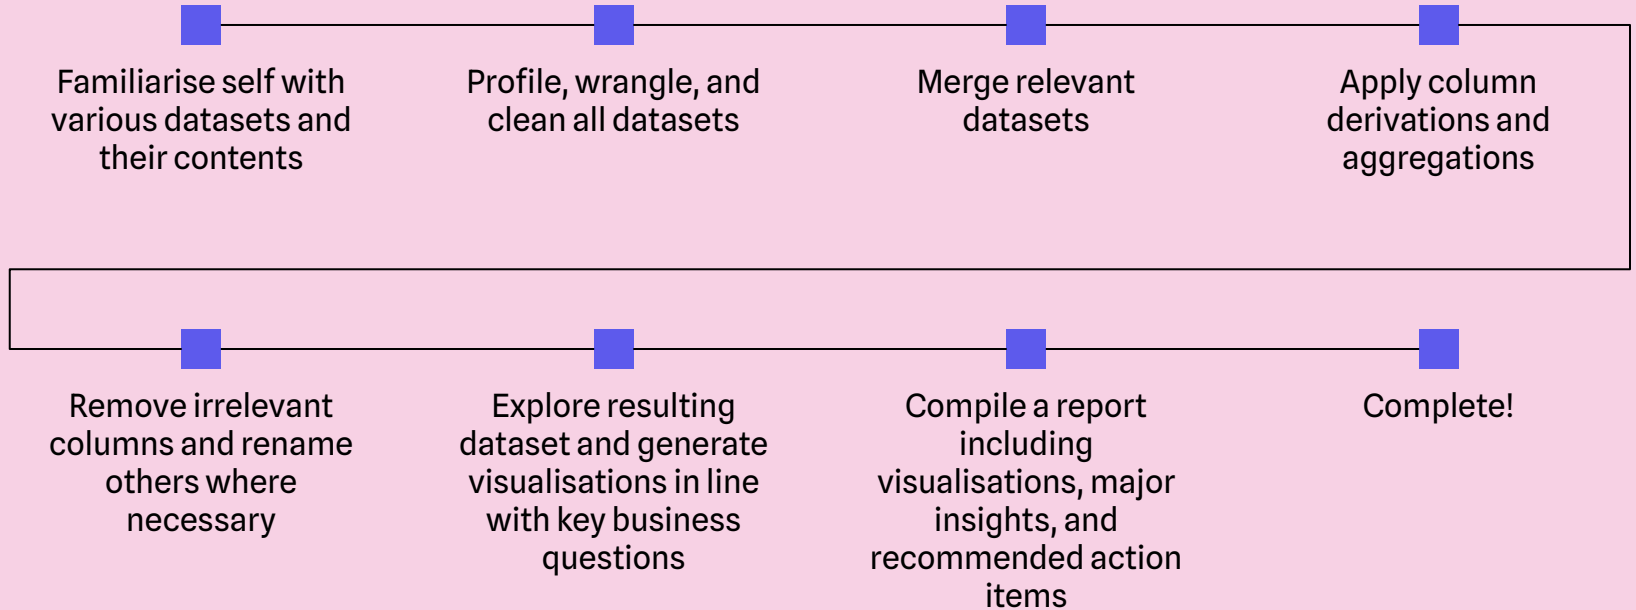 Familiarise self with
various datasets and
their contents
Profile, wrangle, and
clean all datasets
Merge relevant
datasets
Apply column
derivations and
aggregations
Remove irrelevant
columns and rename
others where
necessary
Explore resulting
dataset and generate
visualisations in line
with key business
questions
Compile a report
including
visualisations, major
insights, and
recommended action
items
Complete!